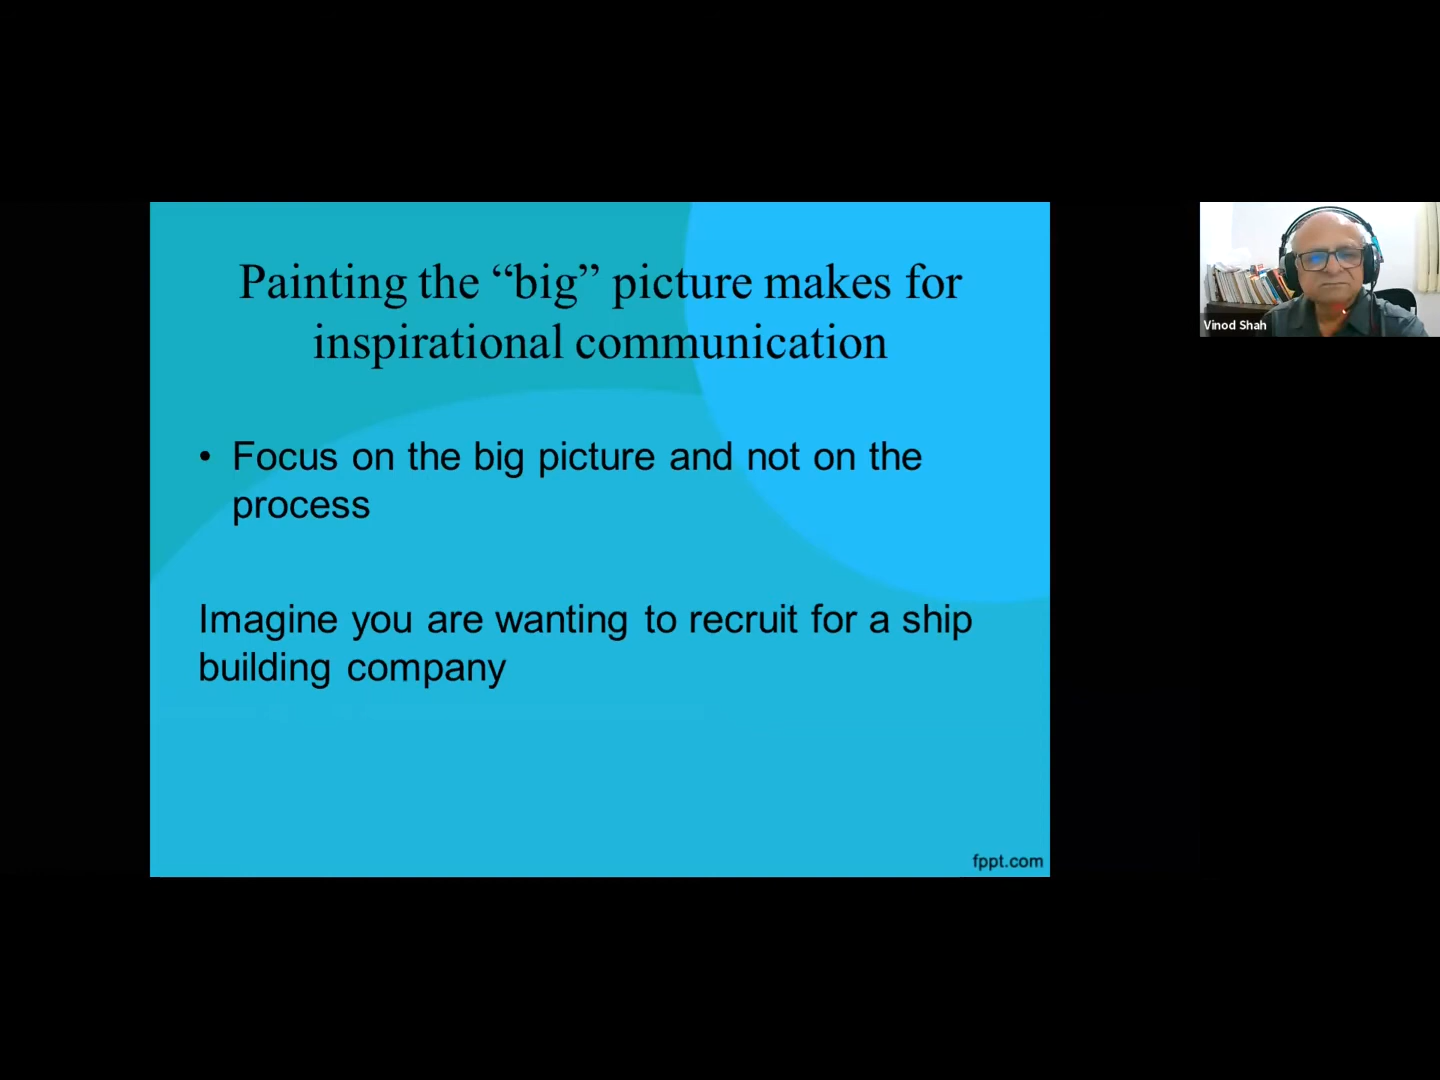 Painting the “big” picture makes for
inspirational communication
• Focus on the big picture and not on the
process
Imagine you are wanting to recruit for a ship
building company
fppt.com
Vinod Shah